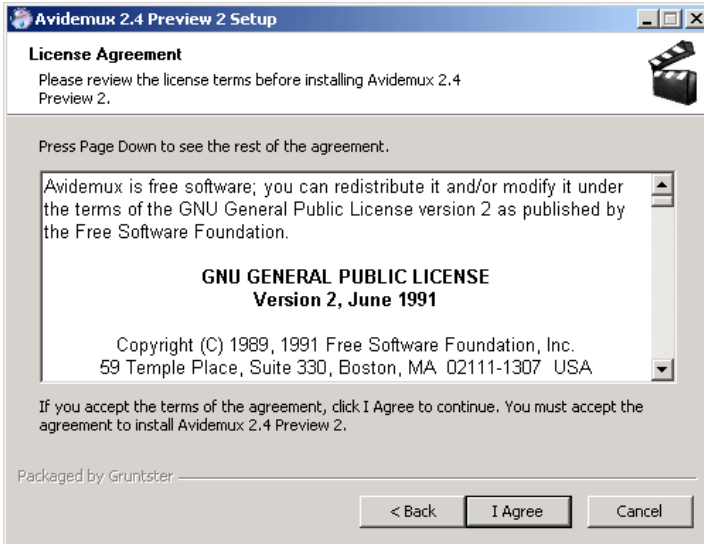 Avidemux 2.4 Preview 2 Setup
License Agreement
Please review the license terms before installing Avidemux 2.4
Preview 2.
Press Page Down to see the rest of the agreement.
Avidemux is free software; you can redistribute it and/or modify it under
the terms of the GNU General Public License version 2 as published by
the Free Software Foundation.
GNU GENERAL PUBLIC LICENSE
Version 2, June 1991
Copyright (C) 1989, 1991 Free Software Foundation, Inc.
59 Temple Place, Suite 330, Boston, MA  02111-1307  USA
If you accept the terms of the agreement, click I Agree to continue. You must accept the
agreement to install Avidemux 2.4 Preview 2.
Packaged by Gruntster
< Back I Agree Cancel